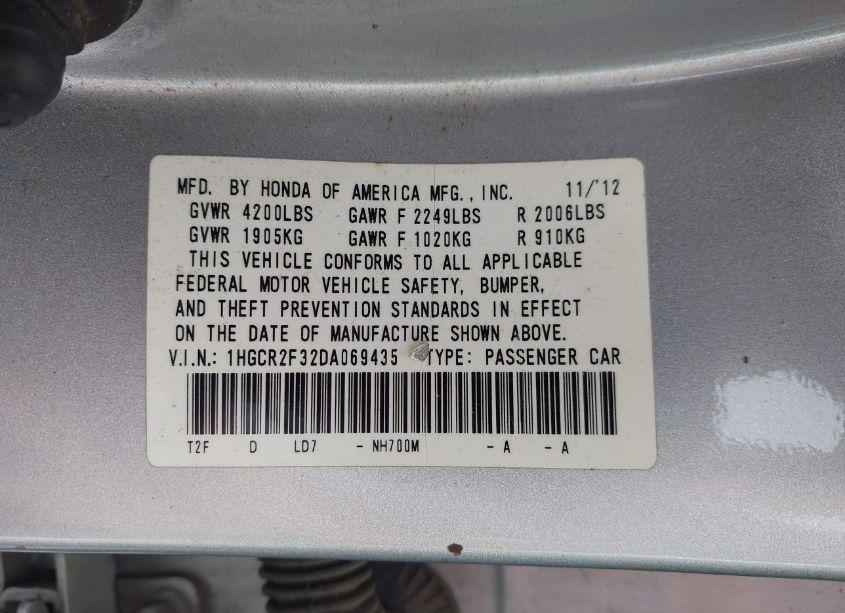 MFD. BY HONDA OF AMERICA MFG., INC. 11/'12
GVWR 4200LBS GAWR F 2249LBS R 2006LBS
GVWR 1905KG GAWR F 1020KG R 910KG
THIS VEHICLE CONFORMS TO ALL APPLICABLE
FEDERAL MOTOR VEHICLE SAFETY, BUMPER,
AND THEFT PREVENTION STANDARDS IN EFFECT
ON THE DATE OF MANUFACTURE SHOWN ABOVE.
V.I.N.: 1HGCR2F32DA069435 TYPE: PASSENGER CAR
T2F D LD7 - NH700M - A - A